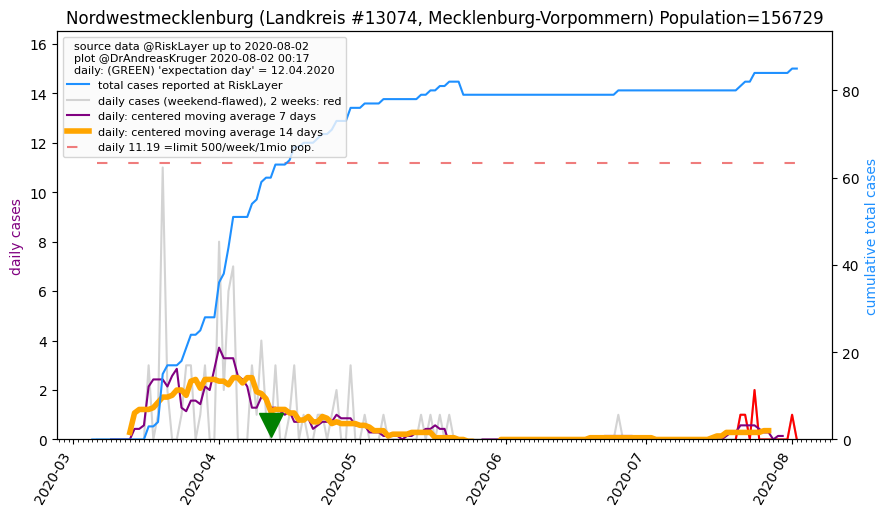 Nordwestmecklenburg (Landkreis #13074, Mecklenburg-Vorpommern) Population=156729
source data @RiskLayer up to 2020-08-02
plot @DrAndreasKruger 2020-08-02 00:17
daily: (GREEN) 'expectation day' = 12.04.2020
total cases reported at RiskLayer
daily cases (weekend-flawed), 2 weeks: red
daily: centered moving average 7 days
daily: centered moving average 14 days
daily 11.19 =limit 500/week/1mio pop.
daily cases
16
14
12
10
8
6
4
2
0
cumulative total cases
80
60
40
20
0
2020-03
2020-04
2020-05
2020-06
2020-07
2020-08